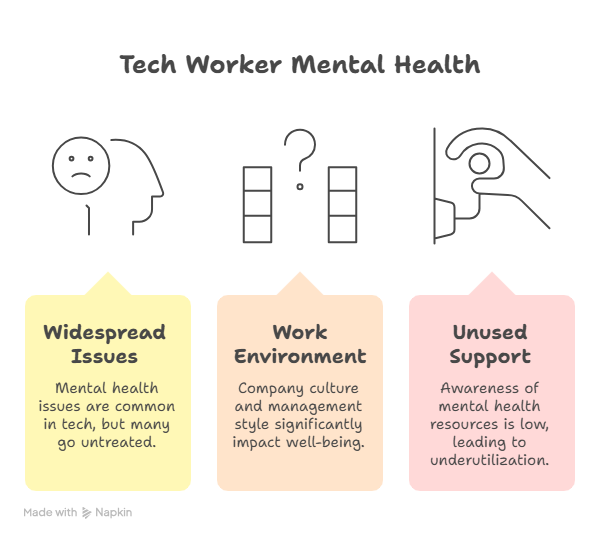 Tech Worker Mental Health
?
Widespread
Issues
Mental health
issues are common
in tech, but many
go untreated.
Work
Environment
Company culture
and management
style significantly
impact well-being.
Unused
Support
Awareness of
mental health
resources is low,
leading to
underutilization.
Made with Napkin